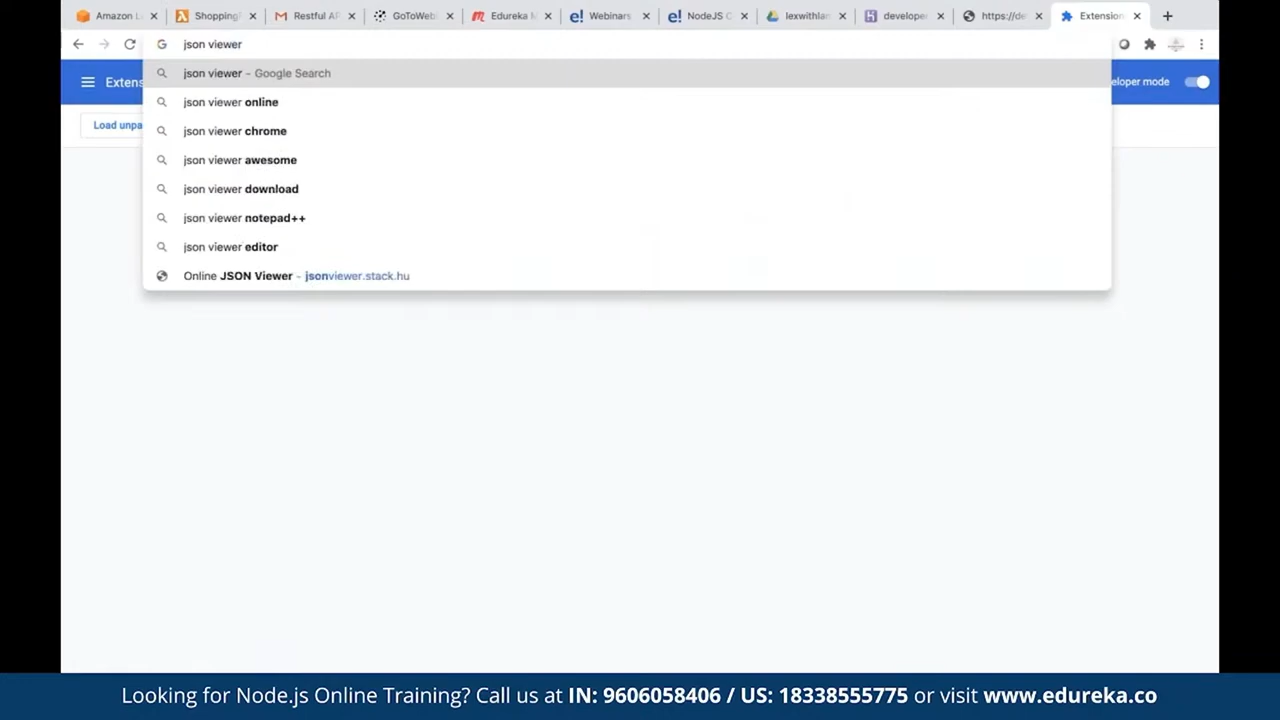 Amazon L
Shopping
Restful AP
GoToWeb
Edureka M
Webinars
NodeJS C
lexwithlan
developer
https://de
Extension
json viewer
Extens
json viewer - Google Search
eloper mode
json viewer online
Load unpa
json viewer chrome
json viewer awesome
json viewer download
json viewer notepad++
json viewer editor
Online JSON Viewer - jsonviewer.stack.hu
Looking for Node.js Online Training? Call us at IN: 9606058406 / US: 18338555775 or visit www.edureka.co